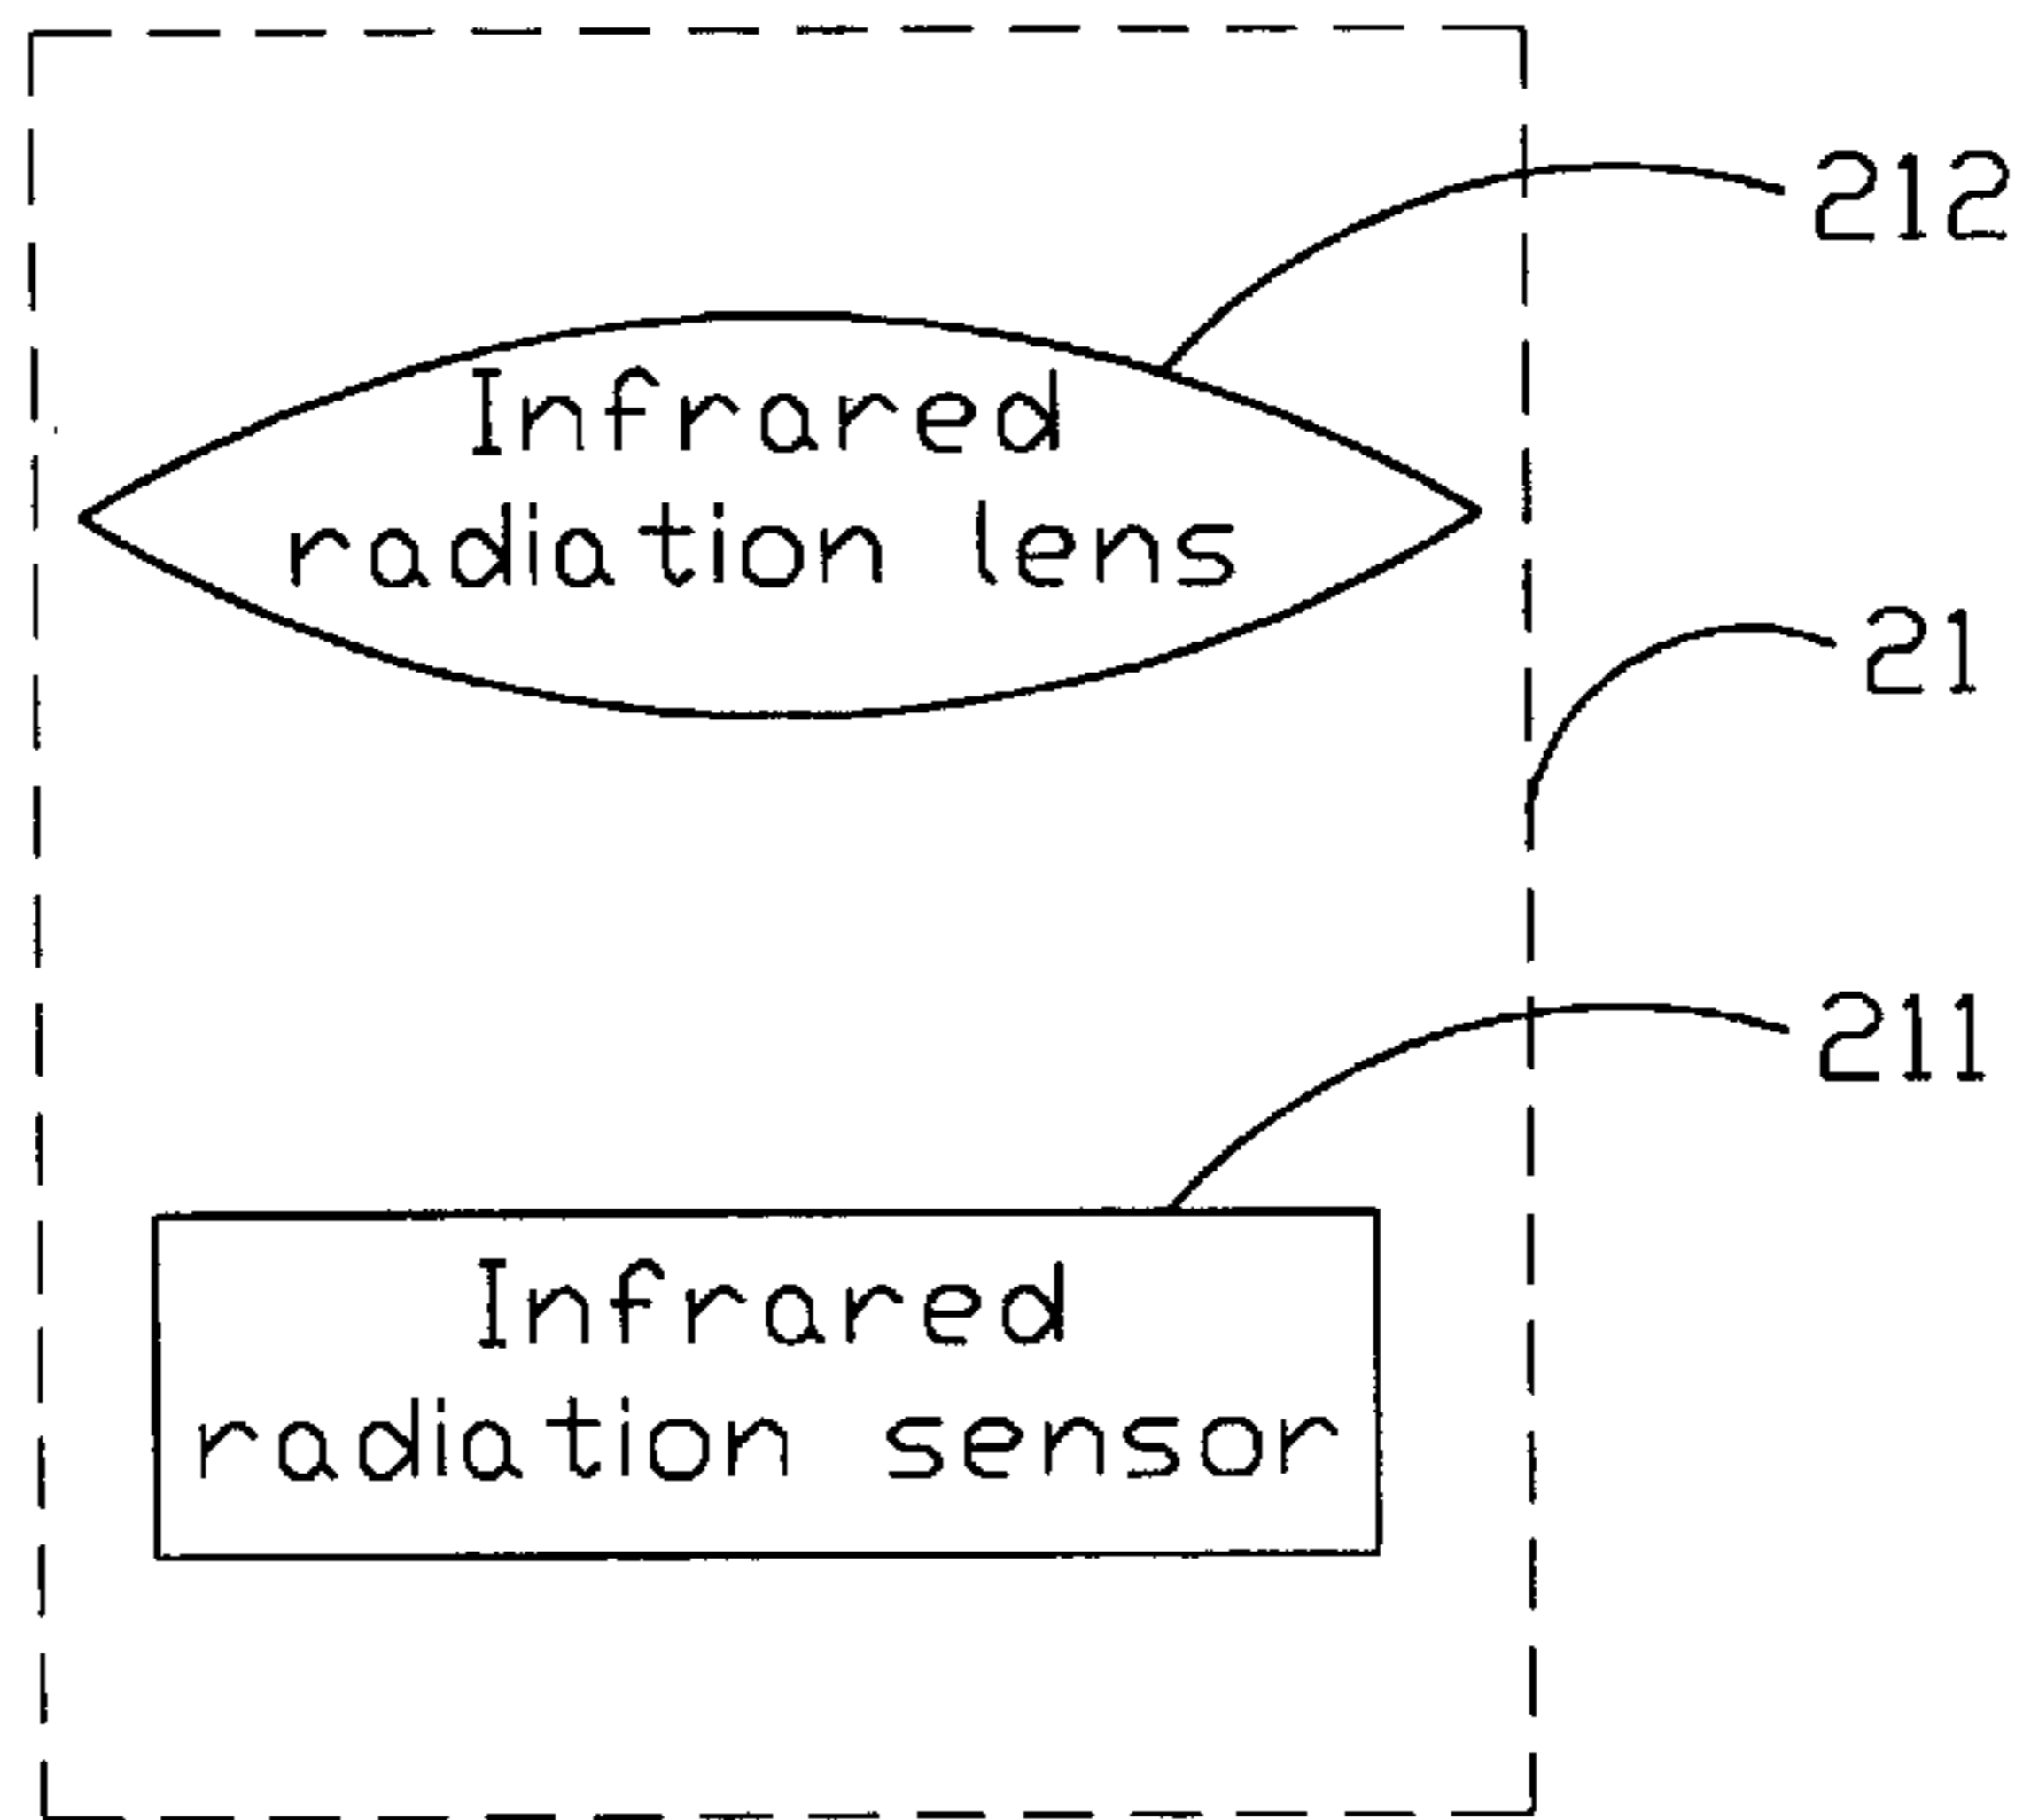 212
Infrared
radiation lens
21
211
Infrared
radiation sensor